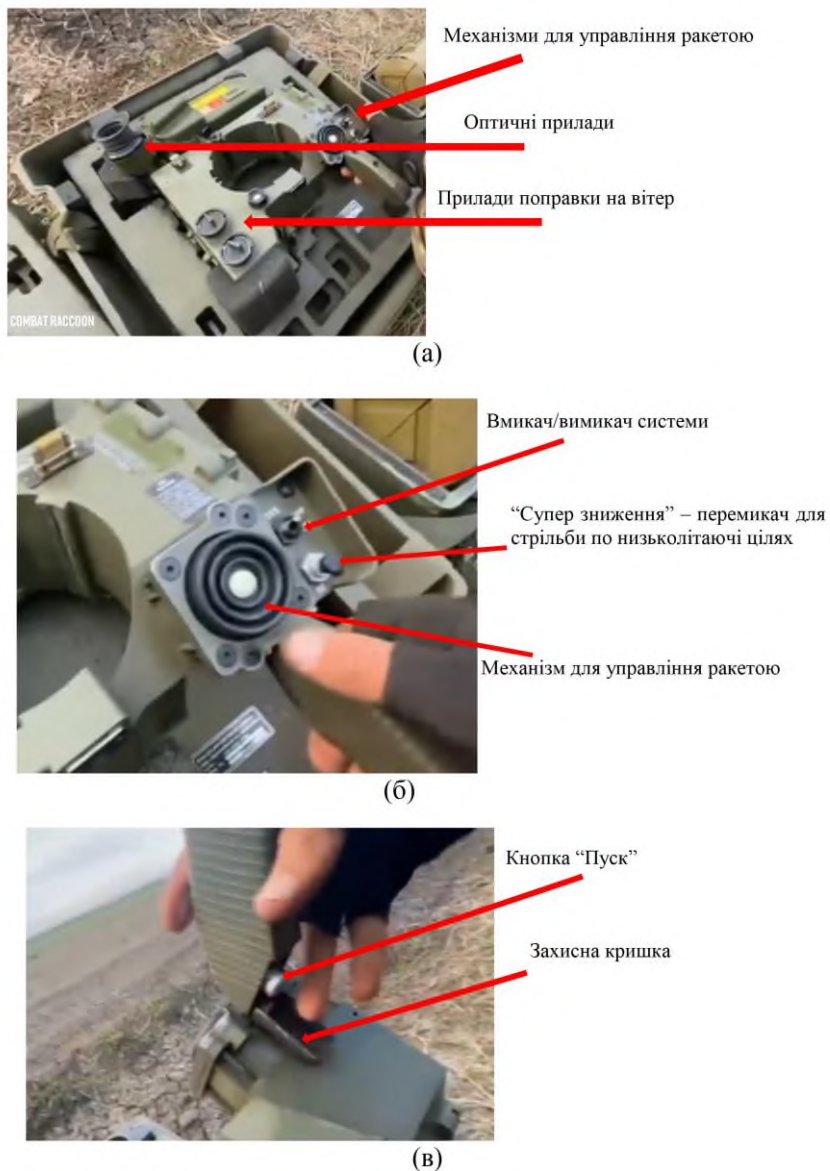 Механізми для управління ракетою
Оптичні прилади
Прилади поправки на вітер
COMBAT RACCOON
(а)
Вмикач/вимикач системи
“Супер зниження” – перемикач для
стрільби по низьколітаючі цілях
Механізм для управління ракетою
(б)
Кнопка “Пуск”
Захисна кришка
(в)